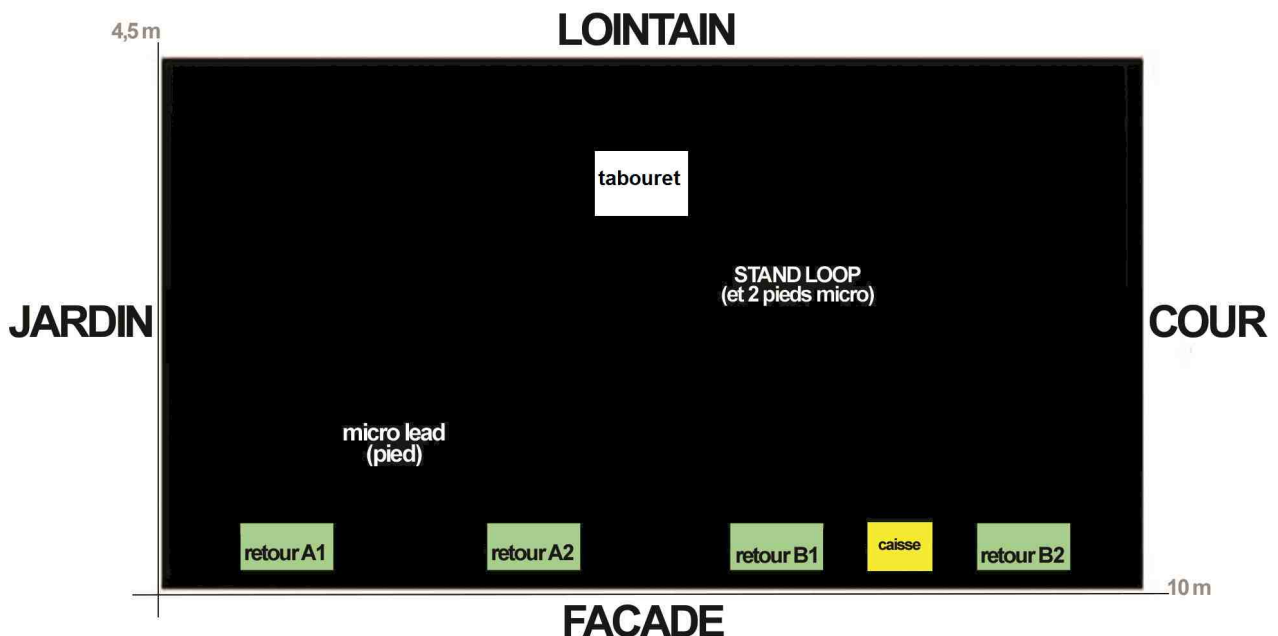 4,5 m
LOINTAIN
tabouret
STAND LOOP
(et 2 pieds micro)
JARDIN
COUR
micro lead
(pied)
retour A1
retour A2
retour B1
caisse
retour B2
10 m
FACADE